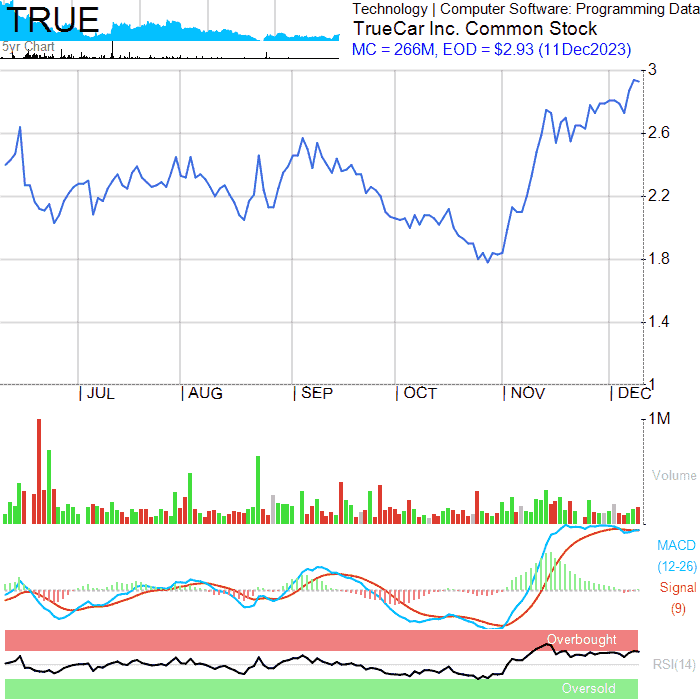 TRUE
5yr Chart
Technology | Computer Software: Programming Data
TrueCar Inc. Common Stock
MC = 266M, EOD = $2.93 (11Dec2023)
3
2.6
2.2
1.8
1.4
1
| JUL | AUG | SEP | OCT | NOV | DEC
1M
Volume
MACD
(12-26)
Signal
(9)
Overbought
RSI(14)
Oversold